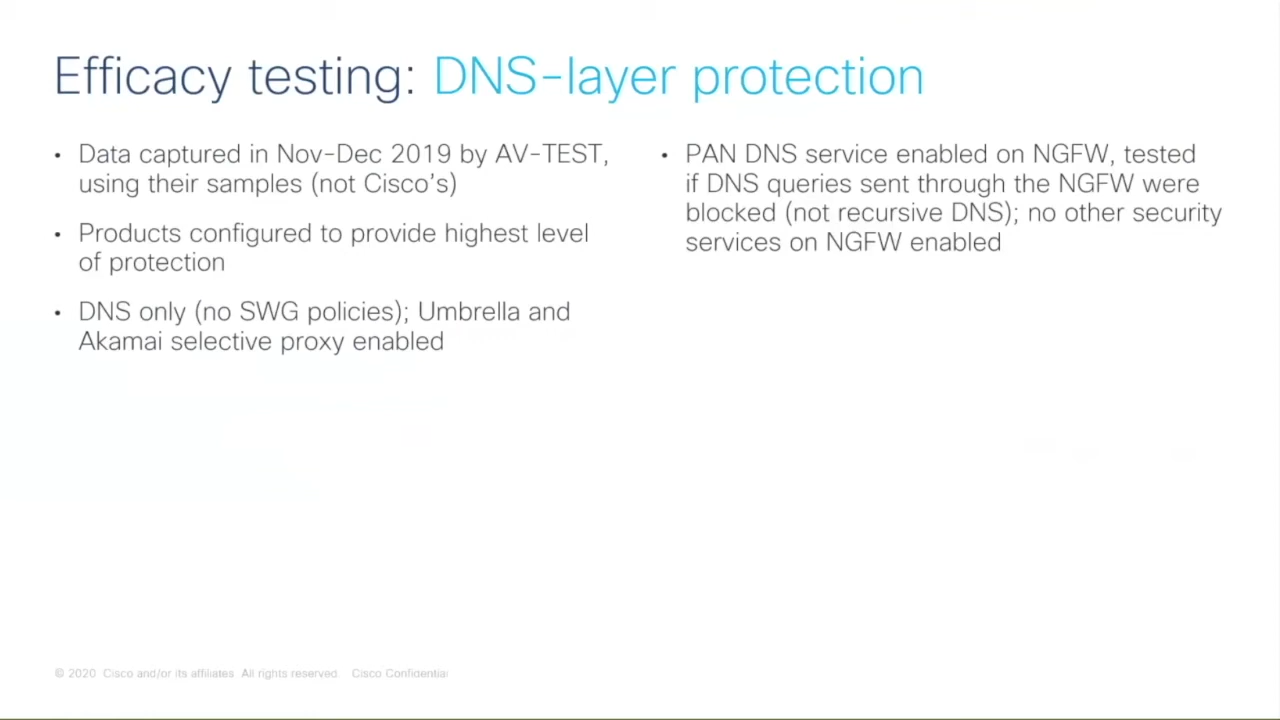 Efficacy testing: DNS-layer protection
• Data captured in Nov-Dec 2019 by AV-TEST,
using their samples (not Cisco's)
• Products configured to provide highest level
of protection
• DNS only (no SWG policies); Umbrella and
Akamai selective proxy enabled
• PAN DNS service enabled on NGFW, tested
if DNS queries sent through the NGFW were
blocked (not recursive DNS); no other security
services on NGFW enabled
© 2020 Cisco and/or its affiliates. All rights reserved. Cisco Confidential